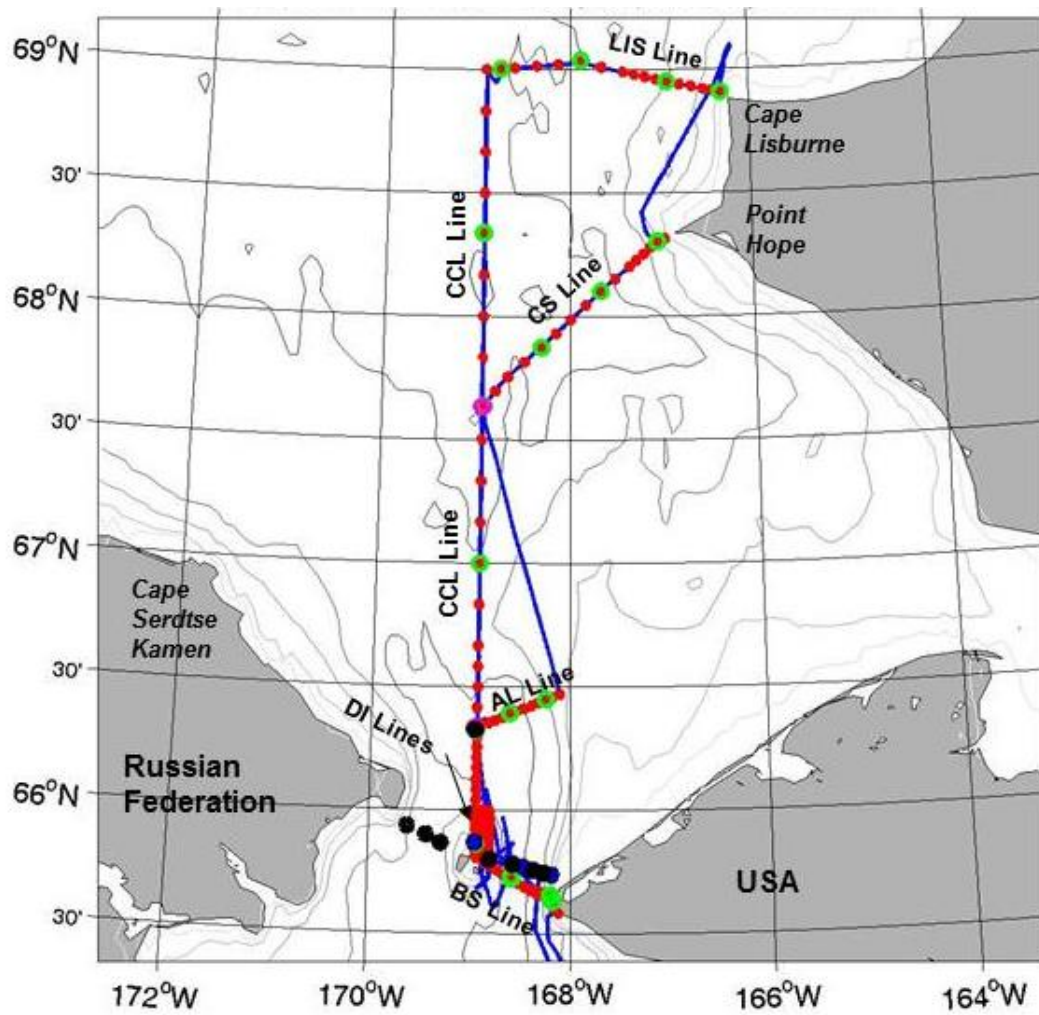 69°N
LIS Line
Cape
Lisburne
30'
CCL Line
Point
Hope
CS Line
68°N
30'
67°N
CCL Line
Cape
Serdtse
Kamen
30'
AL Line
DI Lines
Russian
Federation
66°N
USA
BS Line
30'
172°W
170°W
168°W
166°W
164°W